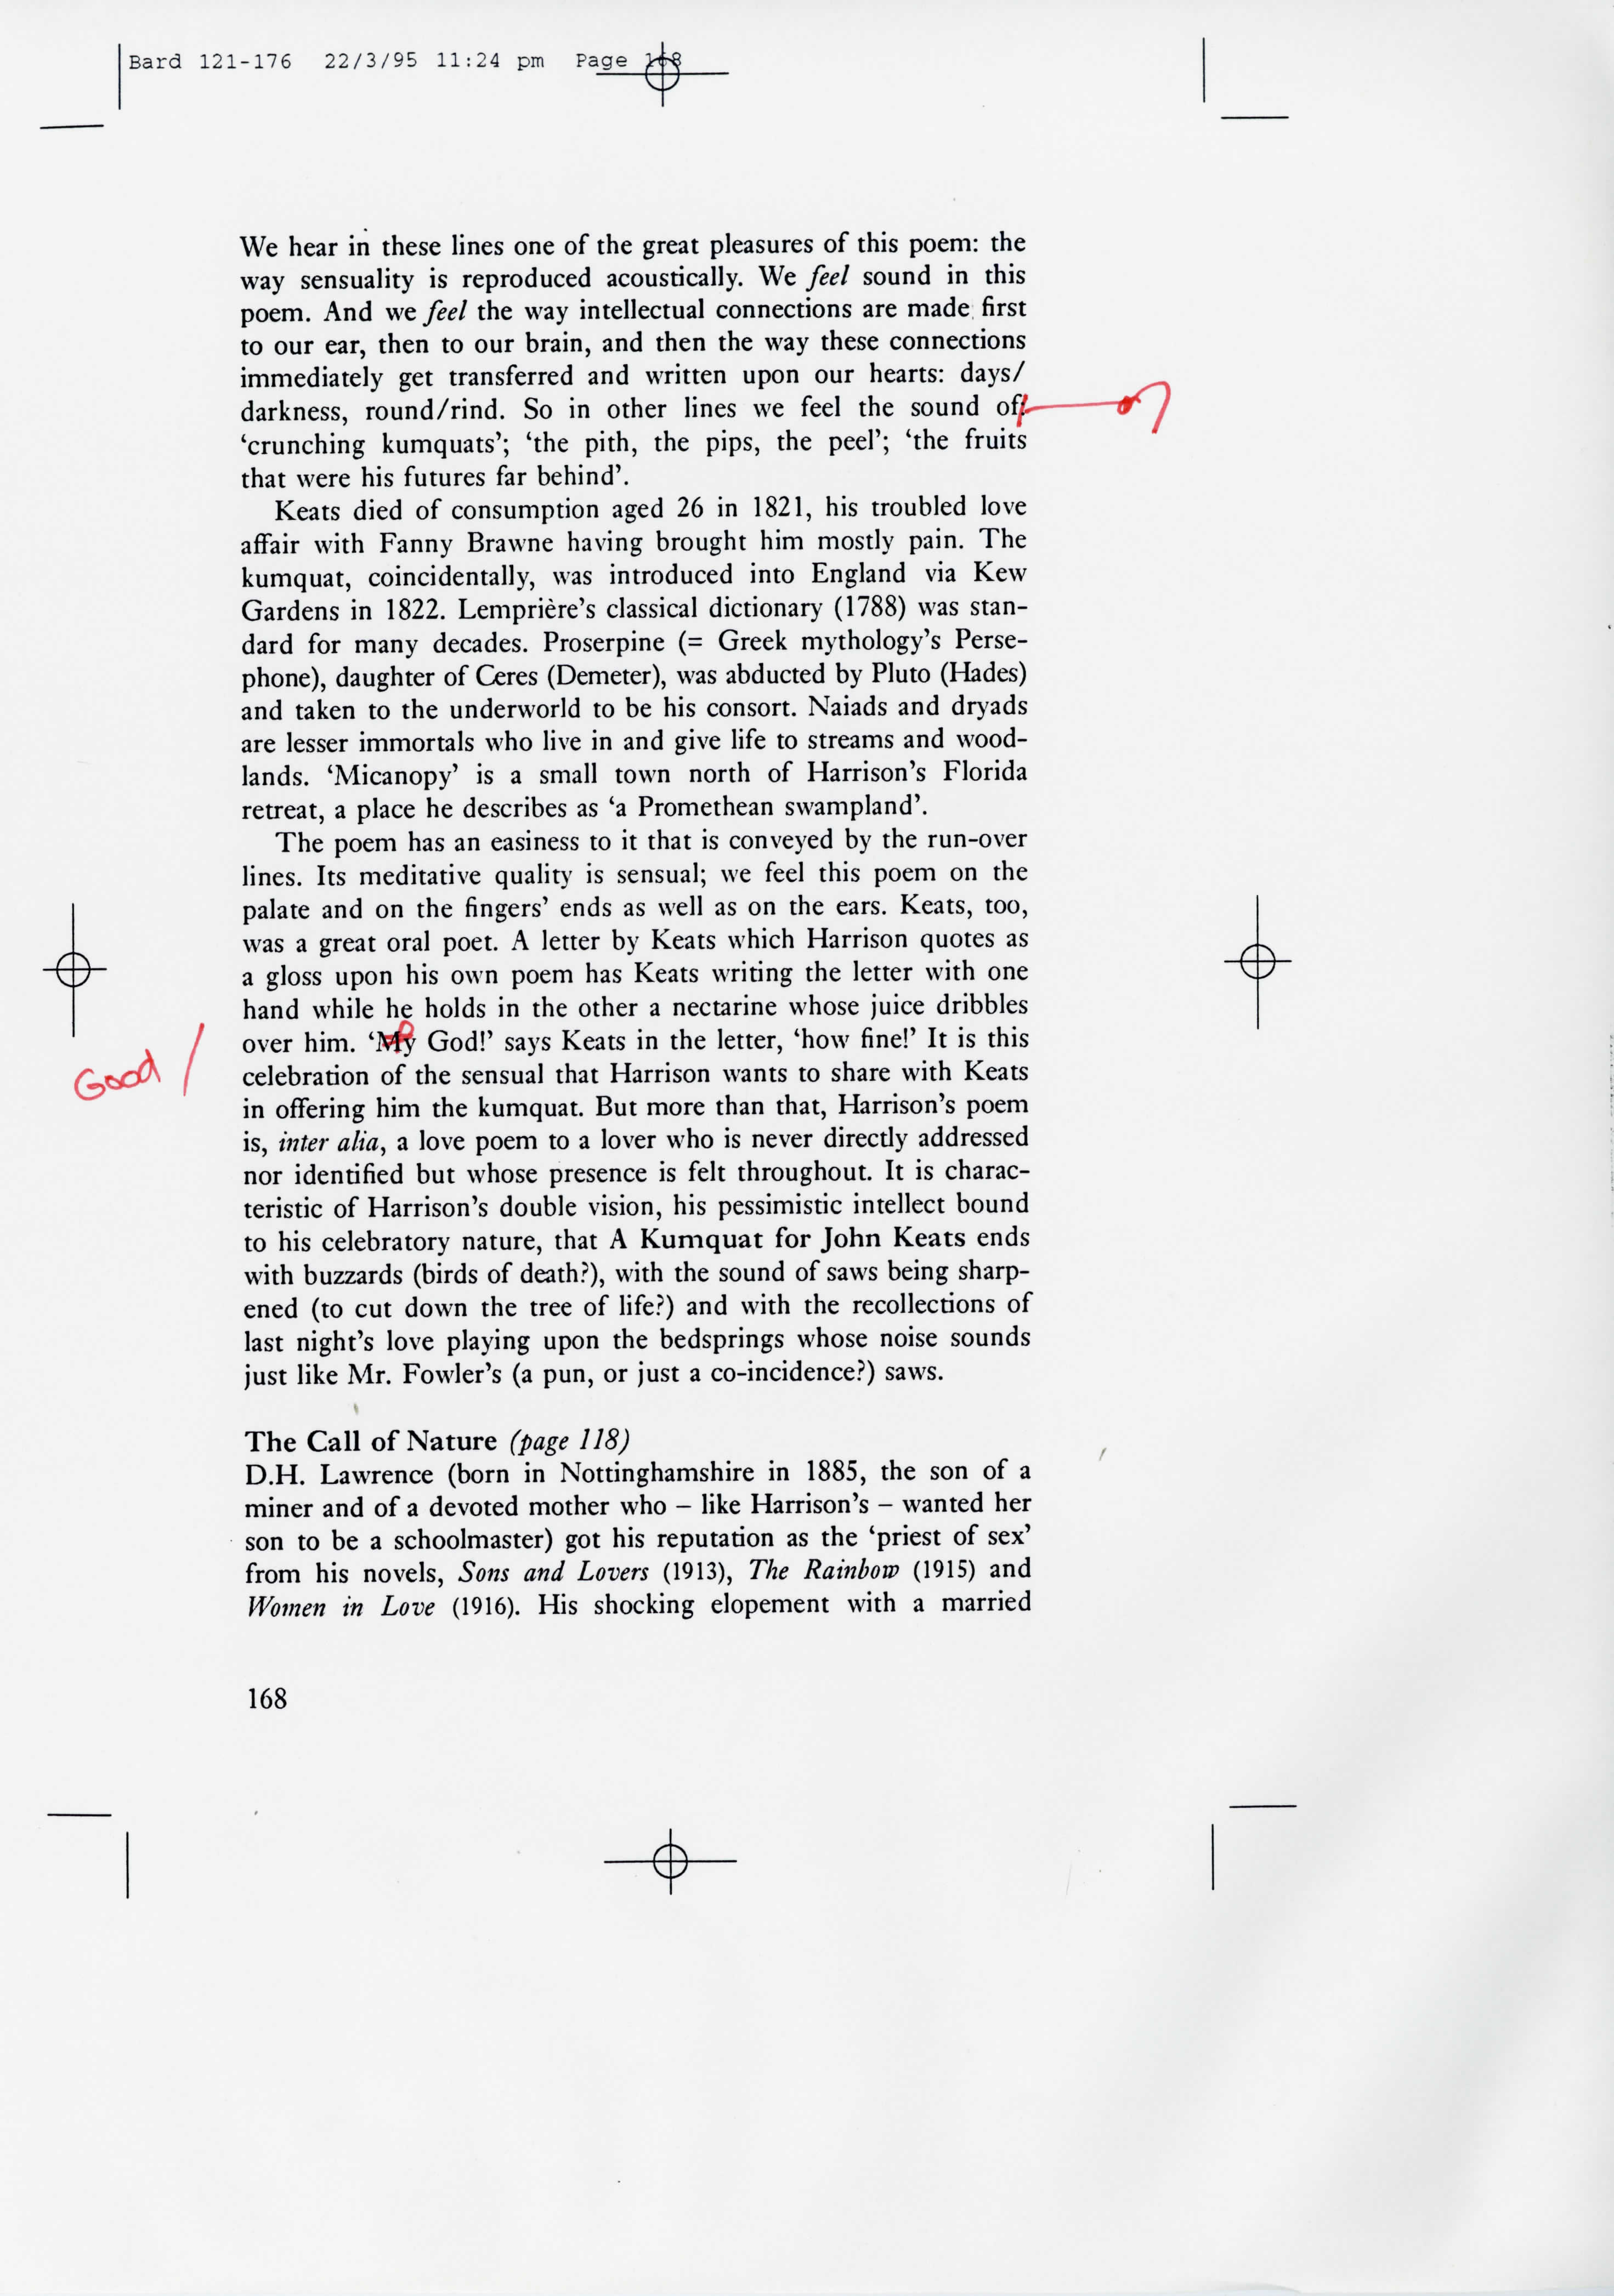 Bard 121-176 22/3/95 11:24 pm Page 168
We hear in these lines one of the great pleasures of this poem: the
way sensuality is reproduced acoustically. We feel sound in this
poem. And we feel the way intellectual connections are made first
to our ear, then to our brain, and then the way these connections
immediately get transferred and written upon our hearts: days/
darkness, round/rind. So in other lines we feel the sound of:
‘crunching kumquats’; ‘the pith, the pips, the peel’; ‘the fruits
that were his futures far behind’.
Keats died of consumption aged 26 in 1821, his troubled love
affair with Fanny Brawne having brought him mostly pain. The
kumquat, coincidentally, was introduced into England via Kew
Gardens in 1822. Lemprière’s classical dictionary (1788) was stan-
dard for many decades. Proserpine (= Greek mythology’s Perse-
phone), daughter of Ceres (Demeter), was abducted by Pluto (Hades)
and taken to the underworld to be his consort. Naiads and dryads
are lesser immortals who live in and give life to streams and wood-
lands. ‘Micanopy’ is a small town north of Harrison’s Florida
retreat, a place he describes as ‘a Promethean swampland’.
The poem has an easiness to it that is conveyed by the run-over
lines. Its meditative quality is sensual; we feel this poem on the
palate and on the fingers’ ends as well as on the ears. Keats, too,
was a great oral poet. A letter by Keats which Harrison quotes as
a gloss upon his own poem has Keats writing the letter with one
hand while he holds in the other a nectarine whose juice dribbles
over him. ‘My God!’ says Keats in the letter, ‘how fine!’ It is this
Good /
celebration of the sensual that Harrison wants to share with Keats
in offering him the kumquat. But more than that, Harrison’s poem
is, inter alia, a love poem to a lover who is never directly addressed
nor identified but whose presence is felt throughout. It is charac-
teristic of Harrison’s double vision, his pessimistic intellect bound
to his celebratory nature, that A Kumquat for John Keats ends
with buzzards (birds of death?), with the sound of saws being sharp-
ened (to cut down the tree of life?) and with the recollections of
last night’s love playing upon the bedsprings whose noise sounds
just like Mr. Fowler’s (a pun, or just a co-incidence?) saws.
The Call of Nature (page 118)
D.H. Lawrence (born in Nottinghamshire in 1885, the son of a
miner and of a devoted mother who – like Harrison’s – wanted her
son to be a schoolmaster) got his reputation as the ‘priest of sex’
from his novels, Sons and Lovers (1913), The Rainbow (1915) and
Women in Love (1916). His shocking elopement with a married
168